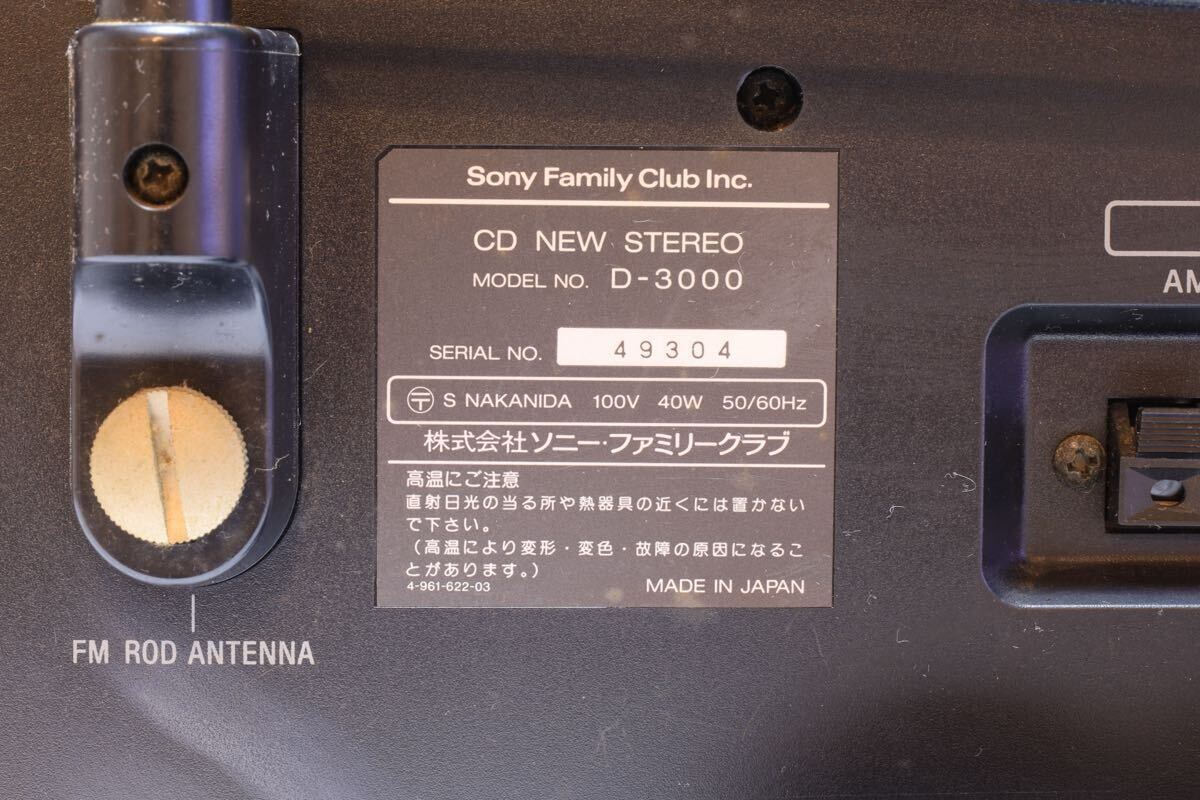 Sony Family Club Inc.
CD NEW STEREO
MODEL NO. D-3000
SERIAL NO. 49304
〒 S NAKANIDA 100V 40W 50/60Hz
株式会社ソニー・ファミリークラブ
高温にご注意
直射日光の当る所や熱器具の近くには置かない
で下さい。
(高温により変形・変色・故障の原因になるこ
とがあります。)
4-961-622-03
MADE IN JAPAN
FM ROD ANTENNA
AM